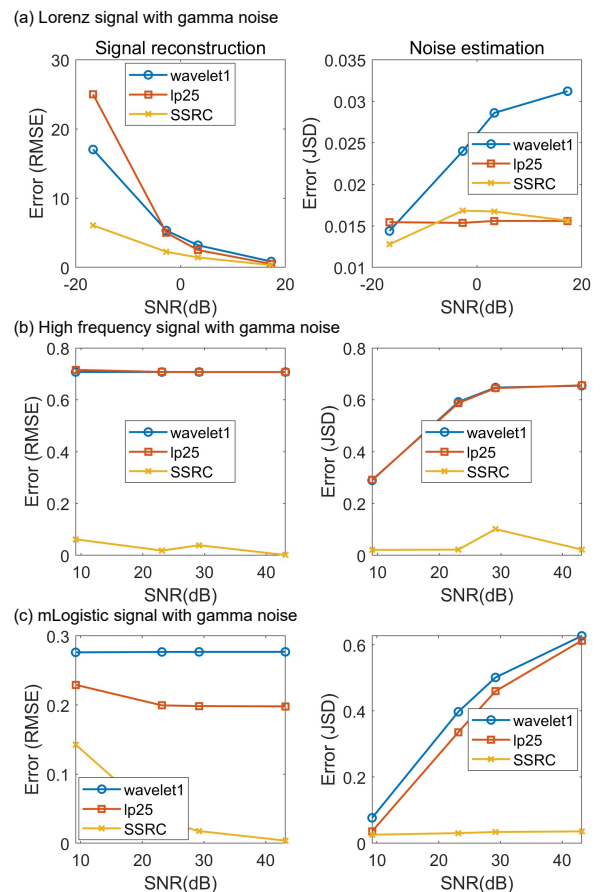 (a) Lorenz signal with gamma noise
Signal reconstruction
Noise estimation
30
20
10
0
Error (RMSE)
wavelet1
lp25
SSRC
-20
0
20
SNR(dB)
0.035
0.03
0.025
0.02
0.015
0.01
Error (JSD)
wavelet1
lp25
SSRC
-20
0
20
SNR(dB)
(b) High frequency signal with gamma noise
0.8
0.6
0.4
0.2
0
Error (RMSE)
wavelet1
lp25
SSRC
10
20
30
40
SNR(dB)
0.8
0.6
0.4
0.2
0
Error (JSD)
wavelet1
lp25
SSRC
10
20
30
40
SNR(dB)
(c) mLogistic signal with gamma noise
0.3
0.2
0.1
0
Error (RMSE)
wavelet1
lp25
SSRC
10
20
30
40
SNR(dB)
0.6
0.4
0.2
0
Error (JSD)
wavelet1
lp25
SSRC
10
20
30
40
SNR(dB)